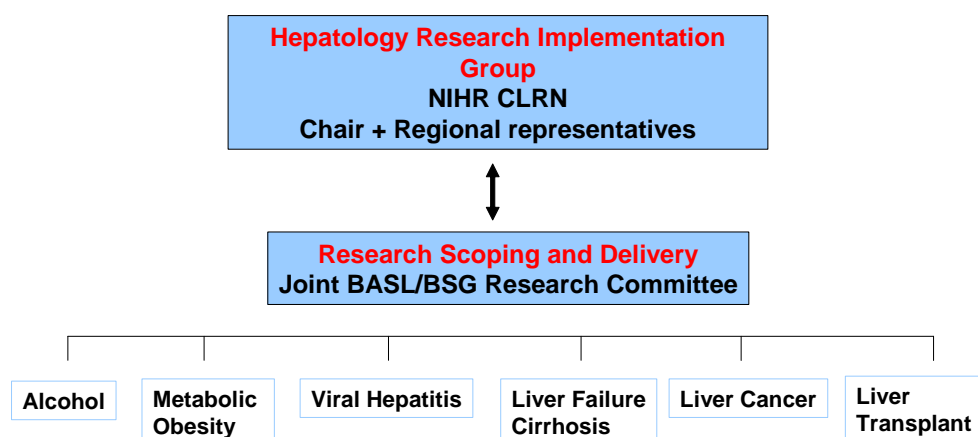 Hepatology Research Implementation
Group
NIHR CLRN
Chair + Regional representatives
Research Scoping and Delivery
Joint BASL/BSG Research Committee
Alcohol
Metabolic
Obesity
Viral Hepatitis
Liver Failure
Cirrhosis
Liver Cancer
Liver
Transplant